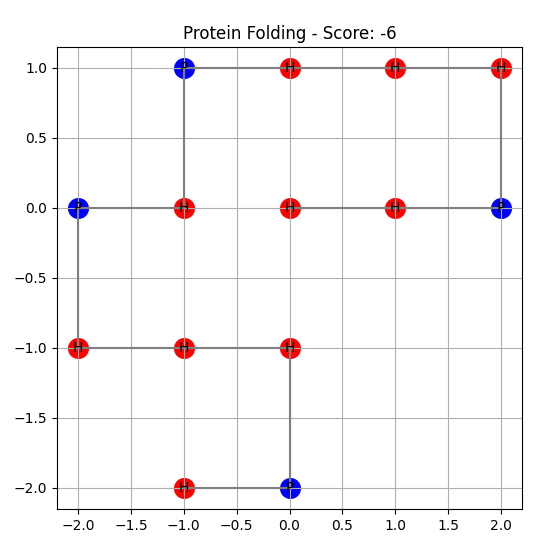 Protein Folding - Score: -6
1.0
P H H H
0.5
0.0
P H H H P
−0.5
−1.0
H H H
−1.5
−2.0
H P
−2.0 −1.5 −1.0 −0.5 0.0 0.5 1.0 1.5 2.0